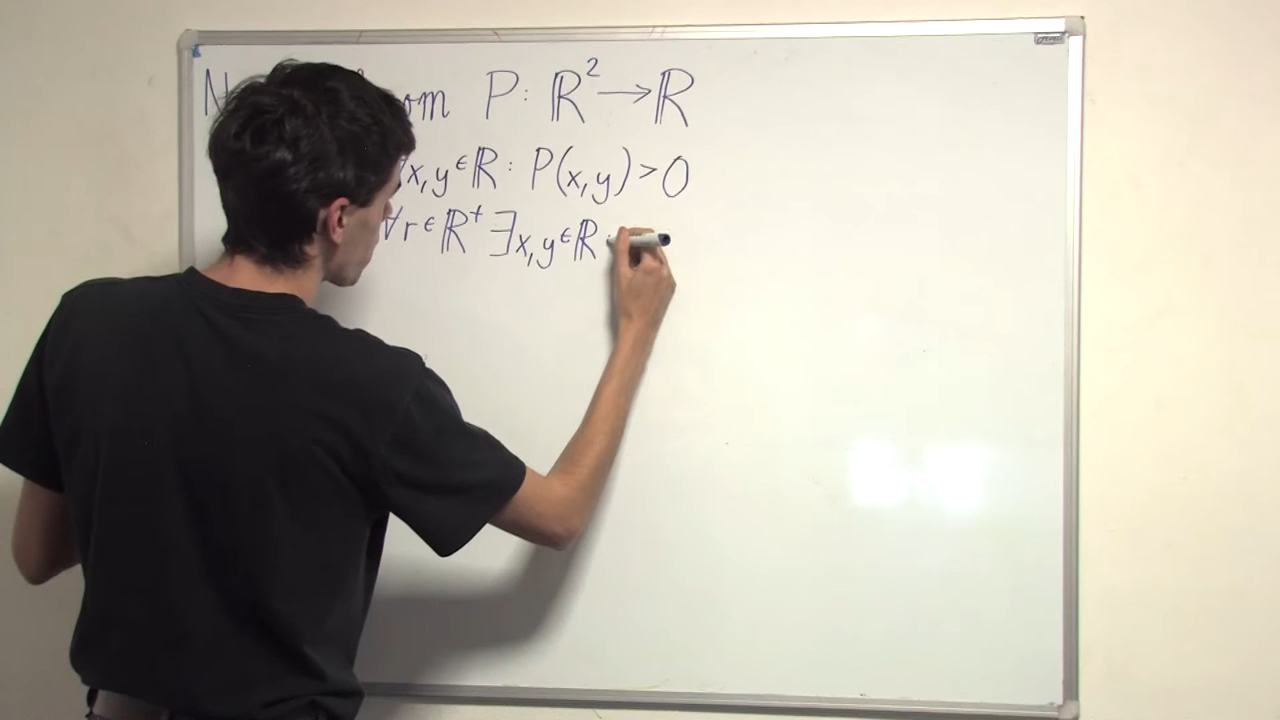 P: ℝ² → ℝ
∀x,y ∈ ℝ: P(x,y) > 0
∀r ∈ ℝ⁺ ∃x,y ∈ ℝ: